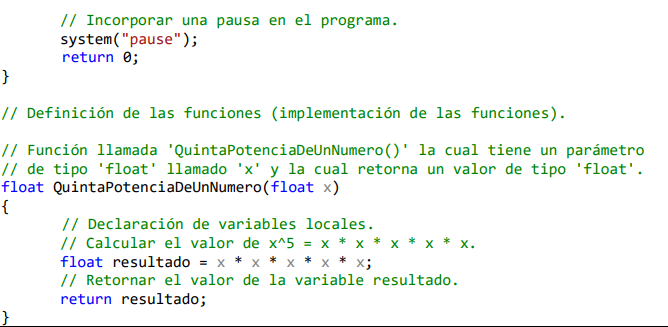 // Incorporar una pausa en el programa.
system("pause");
return 0;
}
// Definición de las funciones (implementación de las funciones).
// Función llamada 'QuintaPotenciaDeUnNumero()' la cual tiene un parámetro
// de tipo 'float' llamado 'x' y la cual retorna un valor de tipo 'float'.
float QuintaPotenciaDeUnNumero(float x)
{
// Declaración de variables locales.
// Calcular el valor de x^5 = x * x * x * x * x.
float resultado = x * x * x * x * x;
// Retornar el valor de la variable resultado.
return resultado;
}